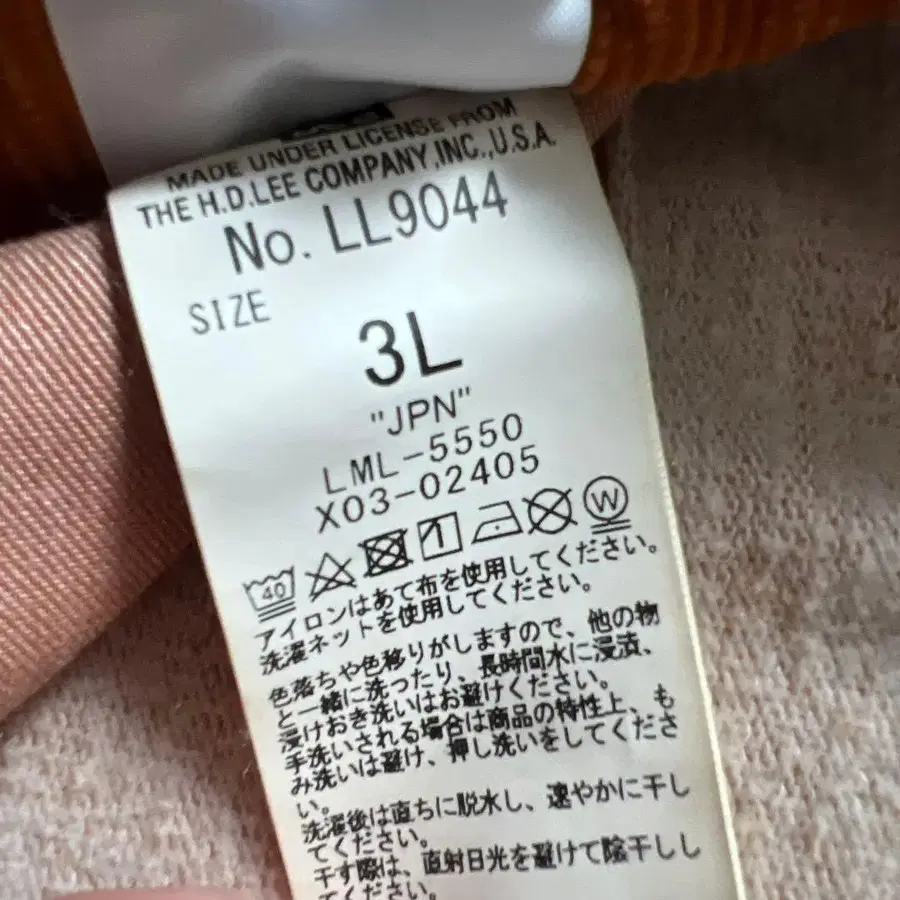 MADE UNDER LICENSE FROM
THE H.D.LEE COMPANY,INC.,U.S.A.
No. LL9044
SIZE
3L
"JPN"
LML-5550
X03-02405
40 1 W
アイロンはあて布を使用してください。
洗濯ネットを使用してください。
色落ちや色移りがしますので、他の物
と一緒に洗ったり、長時間水に浸漬、
浸けおき洗いはお避けください。
手洗いされる場合は商品の特性上、も
み洗いは避け、押し洗いをしてくださ
い。
洗濯後は直ちに脱水し、速やかに干し
てください。
干す際は、直射日光を避けて陰干しし
てください。